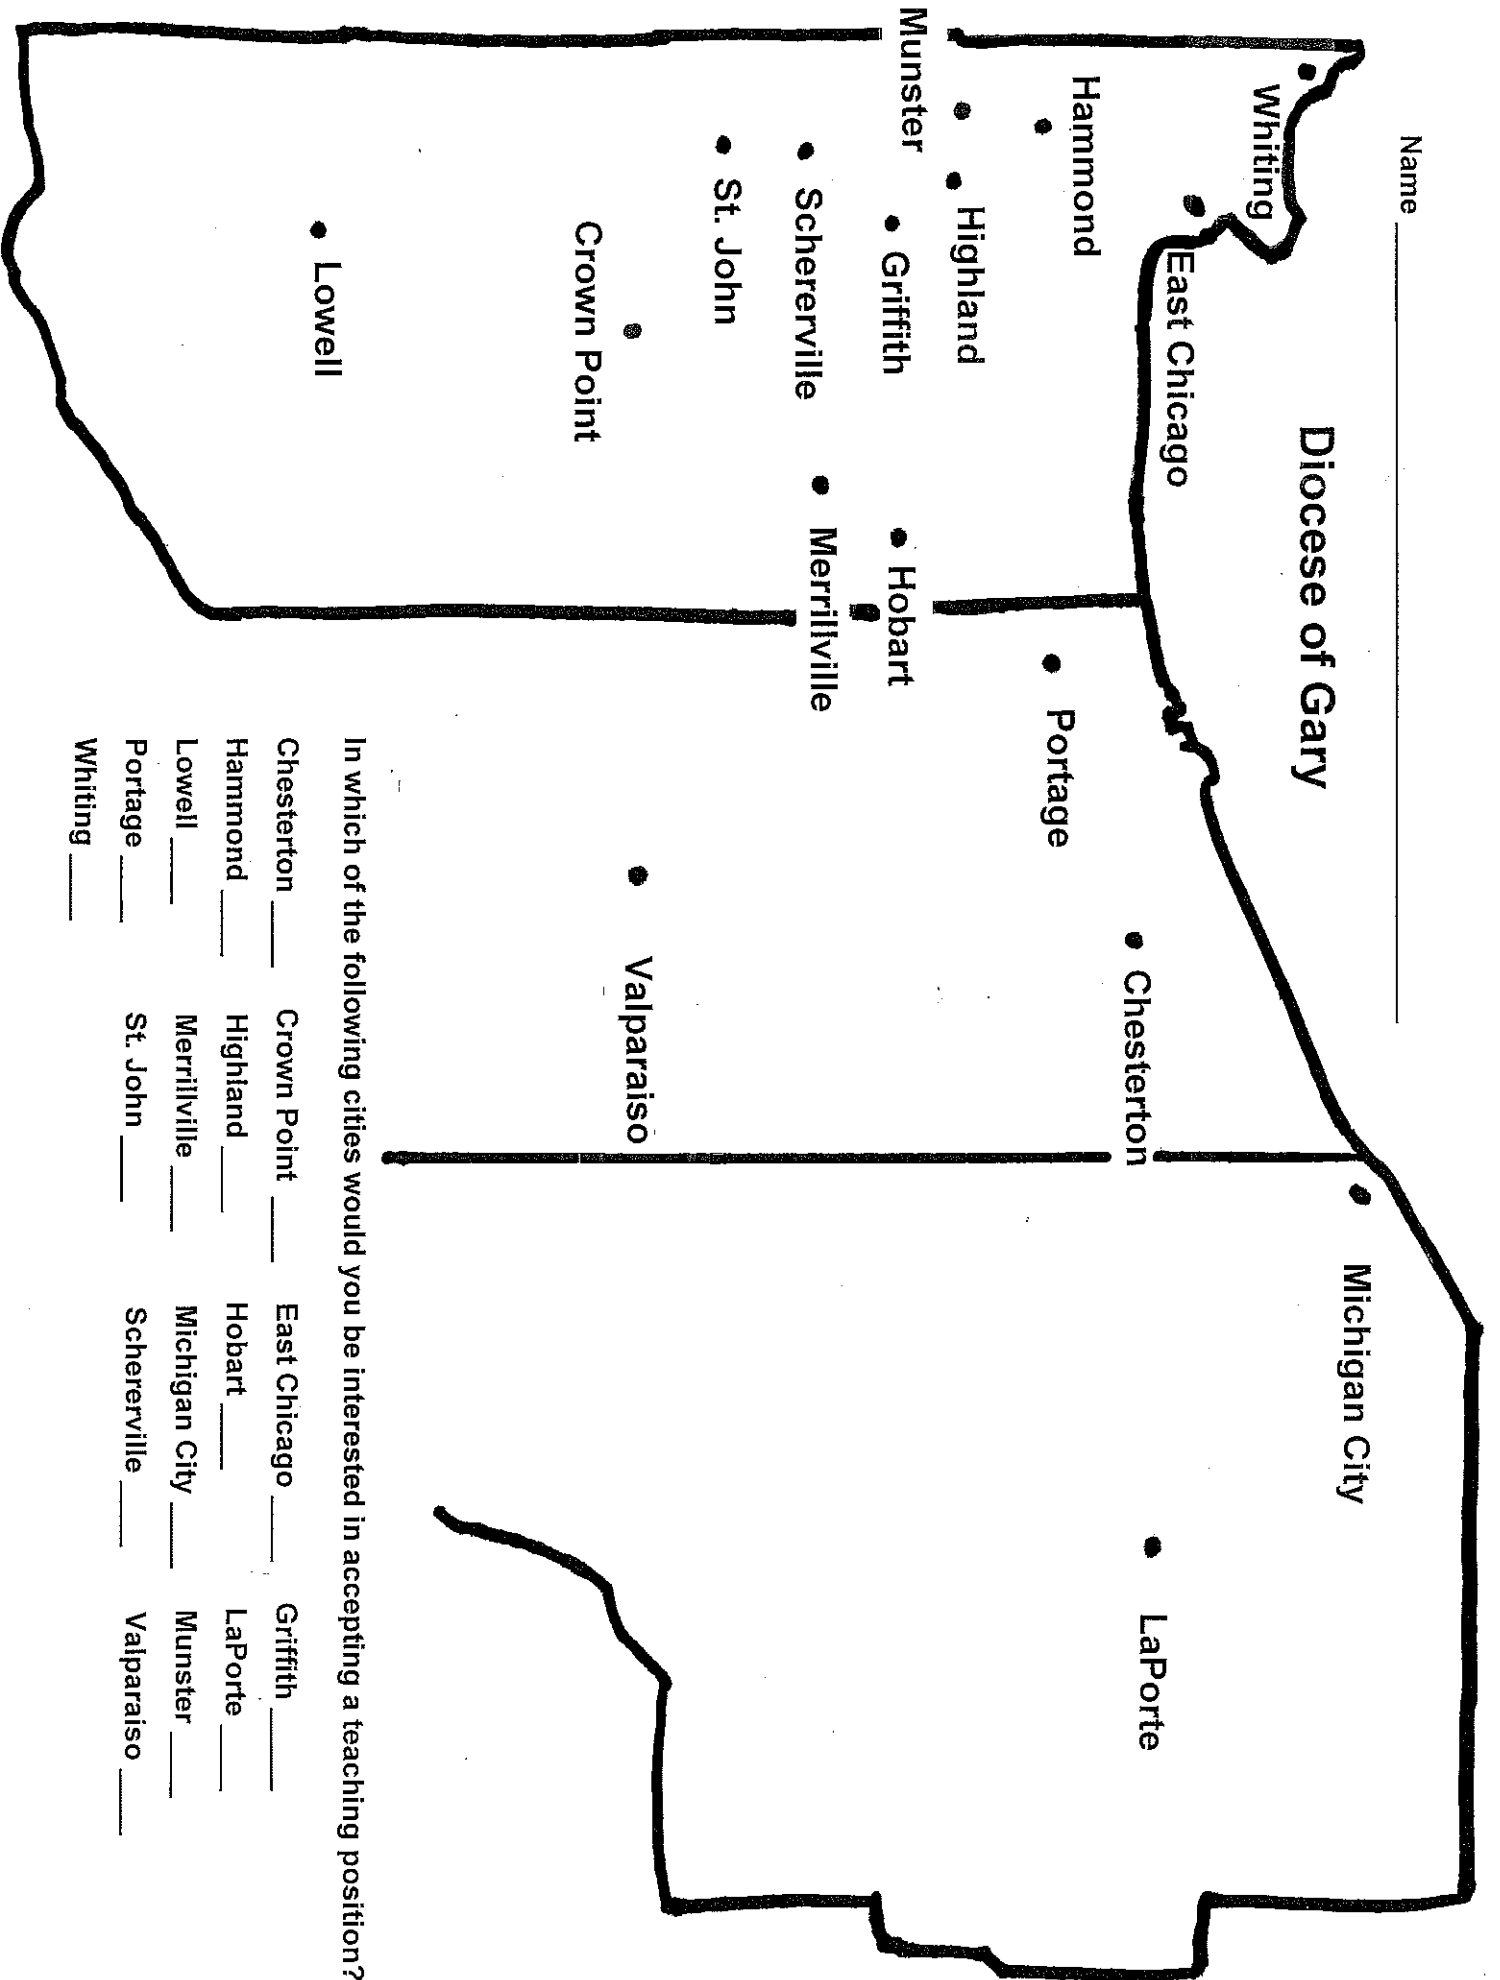 Name
Diocese of Gary
Michigan City
Whiting
East Chicago
LaPorte
Chesterton
Hammond
Portage
Highland
Munster
Griffith
Hobart
Schererville
Merrillville
St. John
Valparaiso
Crown Point
Lowell
In which of the following cities would you be interested in accepting a teaching position?
Chesterton Crown Point East Chicago Griffith
Hammond Highland Hobart LaPorte
Lowell Merrillville Michigan City Munster
Portage St. John Schererville Valparaiso
Whiting